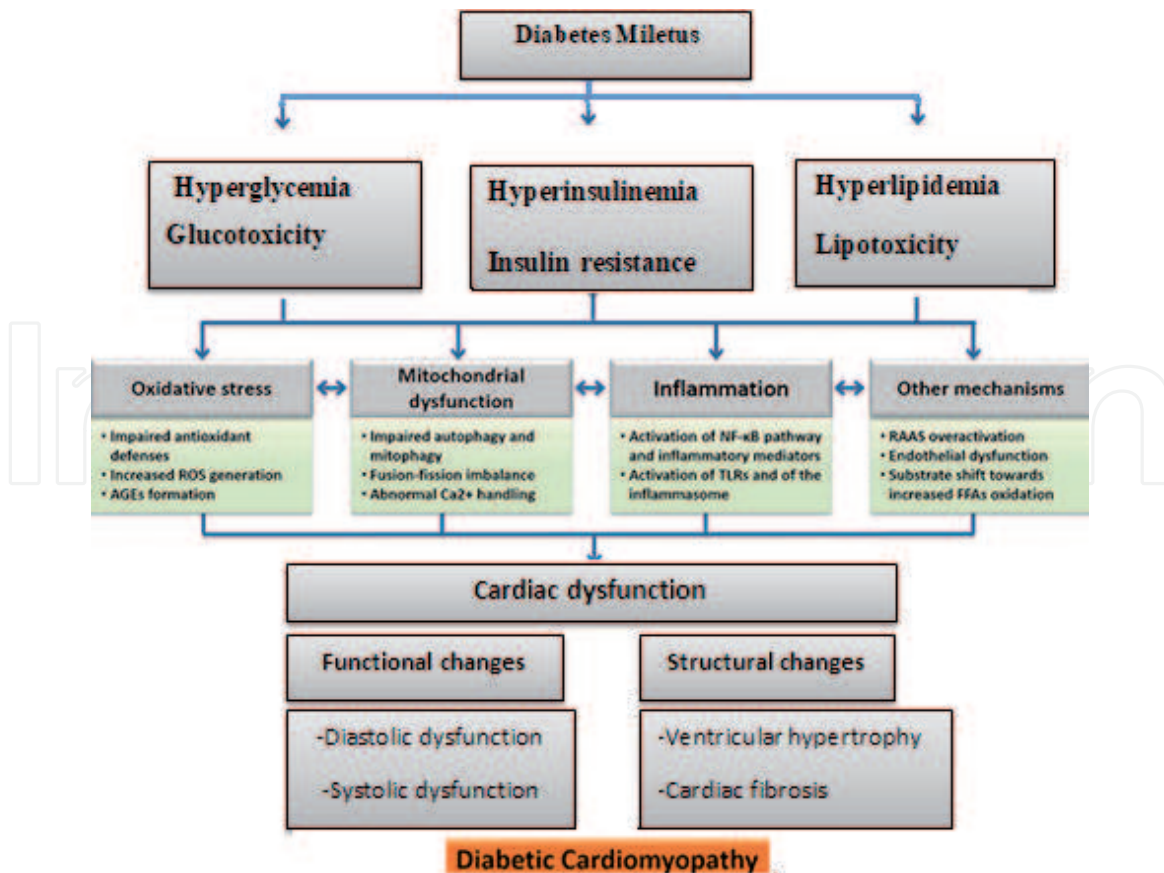 Diabetes Miletus
Hyperglycemia
Glucotoxicity
Hyperinsulinemia
Insulin resistance
Hyperlipidemia
Lipotoxicity
Oxidative stress
• Impaired antioxidant
defenses
• Increased ROS generation
• AGEs formation
Mitochondrial
dysfunction
• Impaired autophagy and
mitophagy
• Fusion-fission imbalance
• Abnormal Ca2+ handling
Inflammation
• Activation of NF-κB pathway
and inflammatory mediators
• Activation of TLRs and of the
inflammasome
Other mechanisms
• RAAS overactivation
• Endothelial dysfunction
• Substrate shift towards
increased FFAs oxidation
Cardiac dysfunction
Functional changes
-Diastolic dysfunction
-Systolic dysfunction
Structural changes
-Ventricular hypertrophy
-Cardiac fibrosis
Diabetic Cardiomyopathy